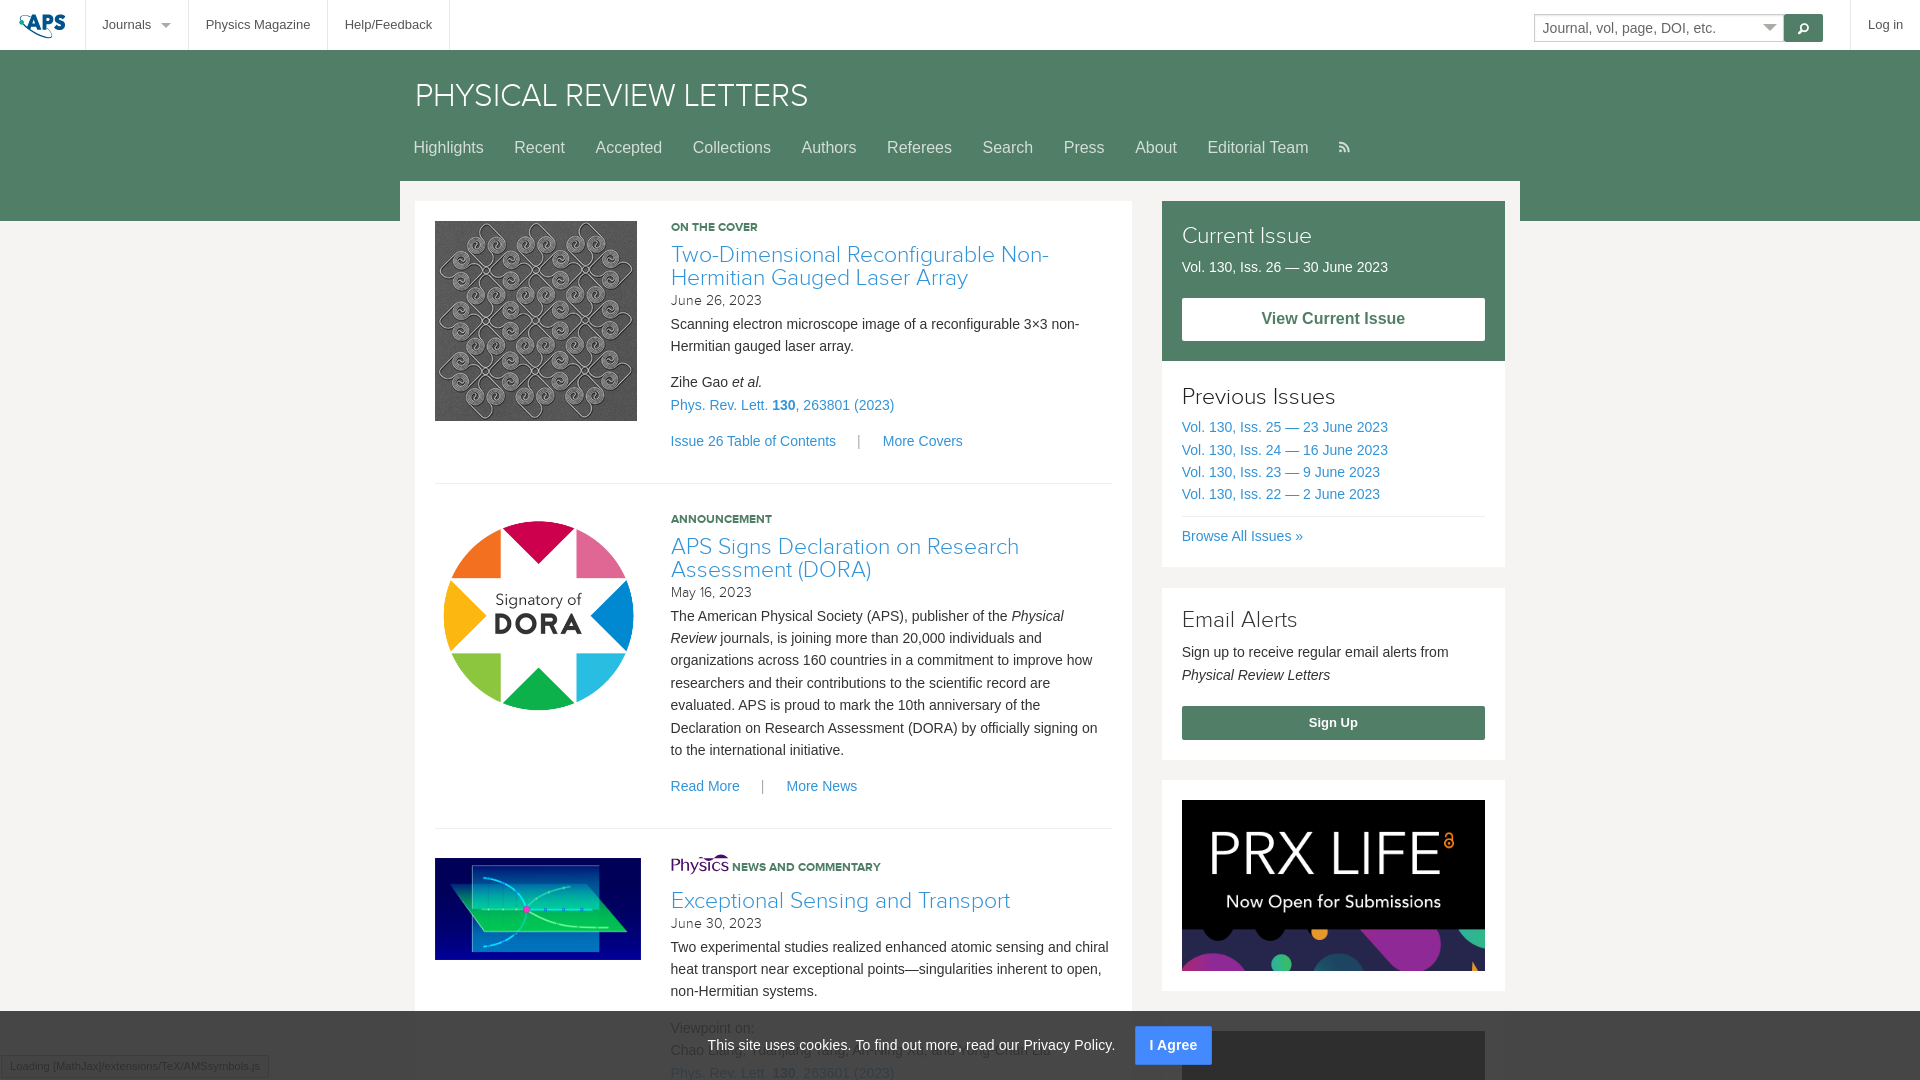 APS
Journals
Physics Magazine
Help/Feedback
Journal, vol, page, DOI, etc.
Log in
PHYSICAL REVIEW LETTERS
Highlights
Recent
Accepted
Collections
Authors
Referees
Search
Press
About
Editorial Team
ON THE COVER
Two-Dimensional Reconfigurable Non-
Hermitian Gauged Laser Array
June 26, 2023
Scanning electron microscope image of a reconfigurable 3×3 non-
Hermitian gauged laser array.
Zihe Gao et al.
Phys. Rev. Lett. 130, 263801 (2023)
Issue 26 Table of Contents | More Covers
Signatory of
DORA
ANNOUNCEMENT
APS Signs Declaration on Research
Assessment (DORA)
May 16, 2023
The American Physical Society (APS), publisher of the Physical
Review journals, is joining more than 20,000 individuals and
organizations across 160 countries in a commitment to improve how
researchers and their contributions to the scientific record are
evaluated. APS is proud to mark the 10th anniversary of the
Declaration on Research Assessment (DORA) by officially signing on
to the international initiative.
Read More | More News
Physics NEWS AND COMMENTARY
Exceptional Sensing and Transport
June 30, 2023
Two experimental studies realized enhanced atomic sensing and chiral
heat transport near exceptional points—singularities inherent to open,
non-Hermitian systems.
Viewpoint on:
Phys. Rev. Lett. 130, 263601 (2023)
Current Issue
Vol. 130, Iss. 26 — 30 June 2023
View Current Issue
Previous Issues
Vol. 130, Iss. 25 — 23 June 2023
Vol. 130, Iss. 24 — 16 June 2023
Vol. 130, Iss. 23 — 9 June 2023
Vol. 130, Iss. 22 — 2 June 2023
Browse All Issues »
Email Alerts
Sign up to receive regular email alerts from
Physical Review Letters
Sign Up
PRX LIFE
Now Open for Submissions
This site uses cookies. To find out more, read our Privacy Policy.
I Agree
Loading [MathJax]/extensions/TeX/AMSsymbols.js